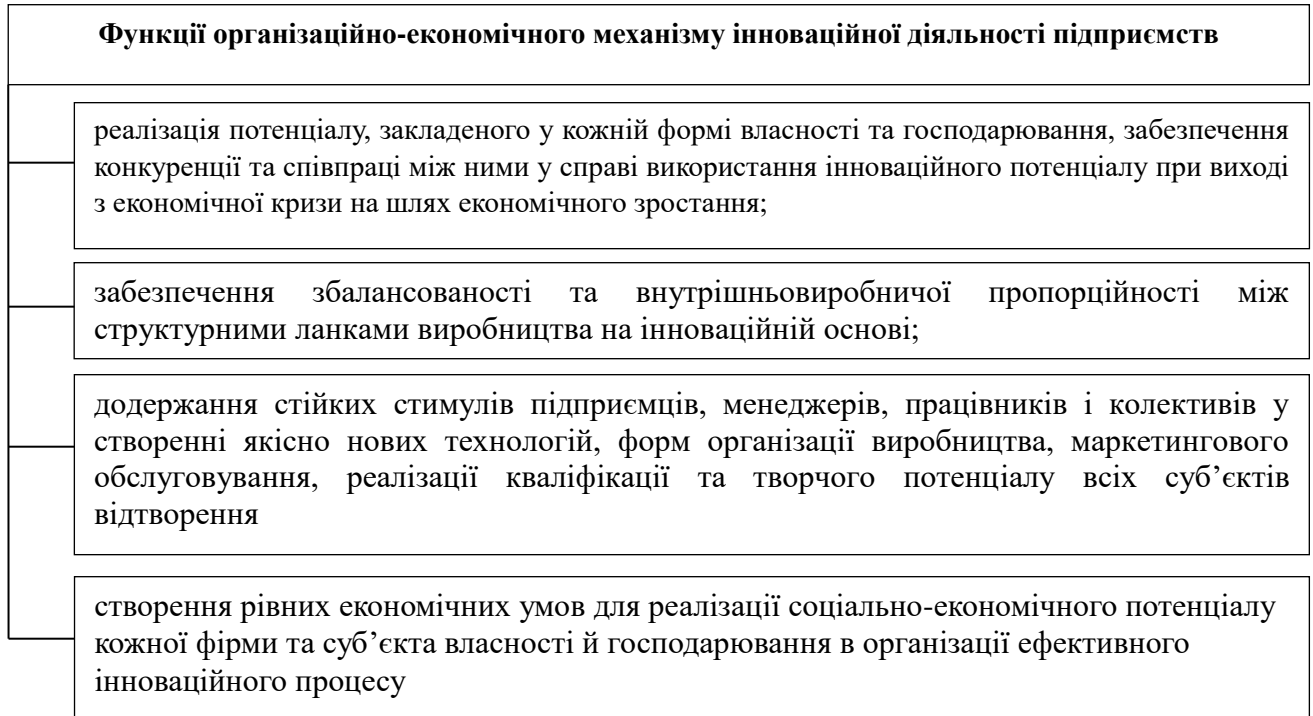 Функції організаційно-економічного механізму інноваційної діяльності підприємств
реалізація потенціалу, закладеного у кожній формі власності та господарювання, забезпечення
конкуренції та співпраці між ними у справі використання інноваційного потенціалу при виході
з економічної кризи на шлях економічного зростання;
забезпечення збалансованості та внутрішньовиробничої пропорційності між
структурними ланками виробництва на інноваційній основі;
додержання стійких стимулів підприємців, менеджерів, працівників і колективів у
створенні якісно нових технологій, форм організації виробництва, маркетингового
обслуговування, реалізації кваліфікації та творчого потенціалу всіх суб’єктів
відтворення
створення рівних економічних умов для реалізації соціально-економічного потенціалу
кожної фірми та суб’єкта власності й господарювання в організації ефективного
інноваційного процесу